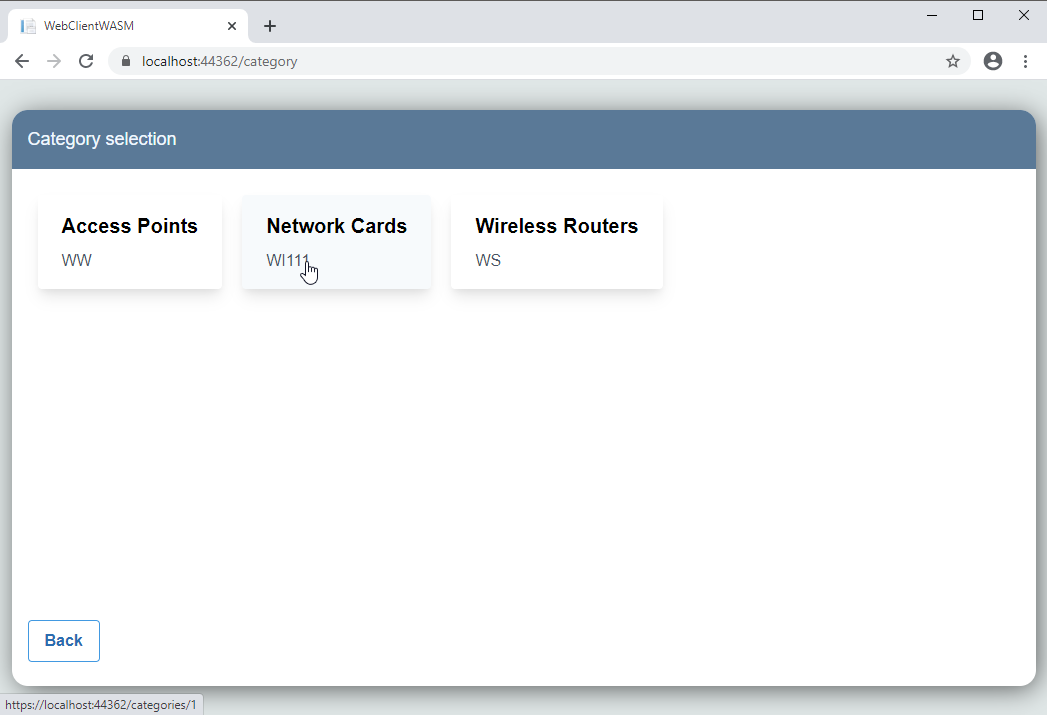 WebClientWASM
localhost:44362/category
Category selection
Access Points
WW
Network Cards
WI111
Wireless Routers
WS
Back
https://localhost:44362/categories/1